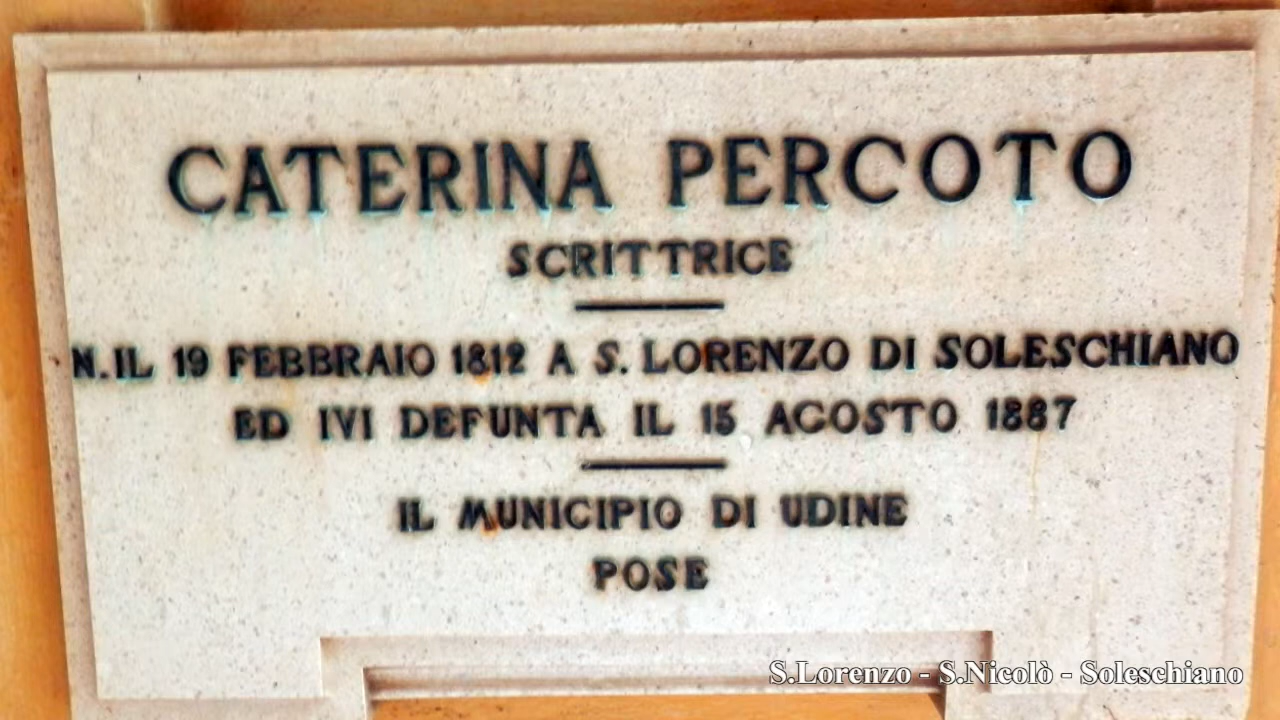 CATERINA PERCOTO
SCRITTRICE
N. IL 19 FEBBRAIO 1812 A S. LORENZO DI SOLESCHIANO
ED IVI DEFUNTA IL 15 AGOSTO 1887
IL MUNICIPIO DI UDINE
POSE
S.Lorenzo - S.Nicolò - Soleschiano